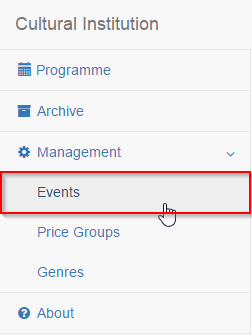 Cultural Institution
Programme
Archive
Management
Events
Price Groups
Genres
About